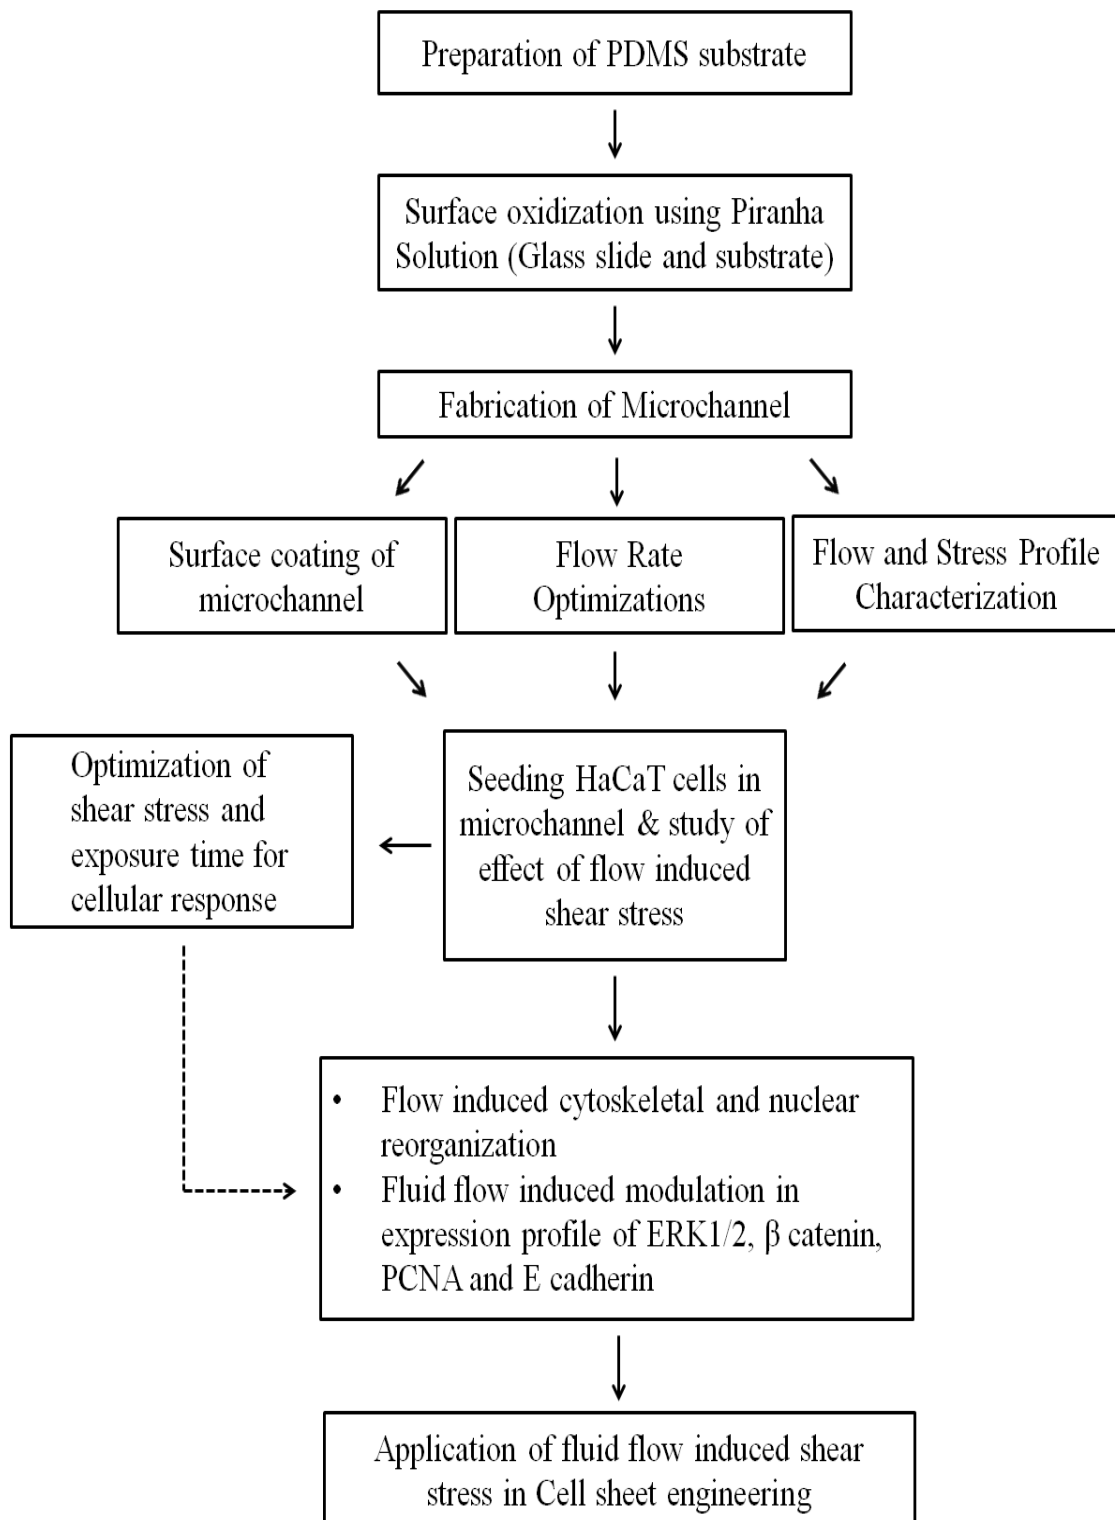 Preparation of PDMS substrate
Surface oxidization using Piranha
Solution (Glass slide and substrate)
Fabrication of Microchannel
Surface coating of
microchannel
Flow Rate
Optimizations
Flow and Stress Profile
Characterization
Optimization of
shear stress and
exposure time for
cellular response
Seeding HaCaT cells in
microchannel & study of
effect of flow induced
shear stress
• Flow induced cytoskeletal and nuclear
reorganization
• Fluid flow induced modulation in
expression profile of ERK1/2, β catenin,
PCNA and E cadherin
Application of fluid flow induced shear
stress in Cell sheet engineering